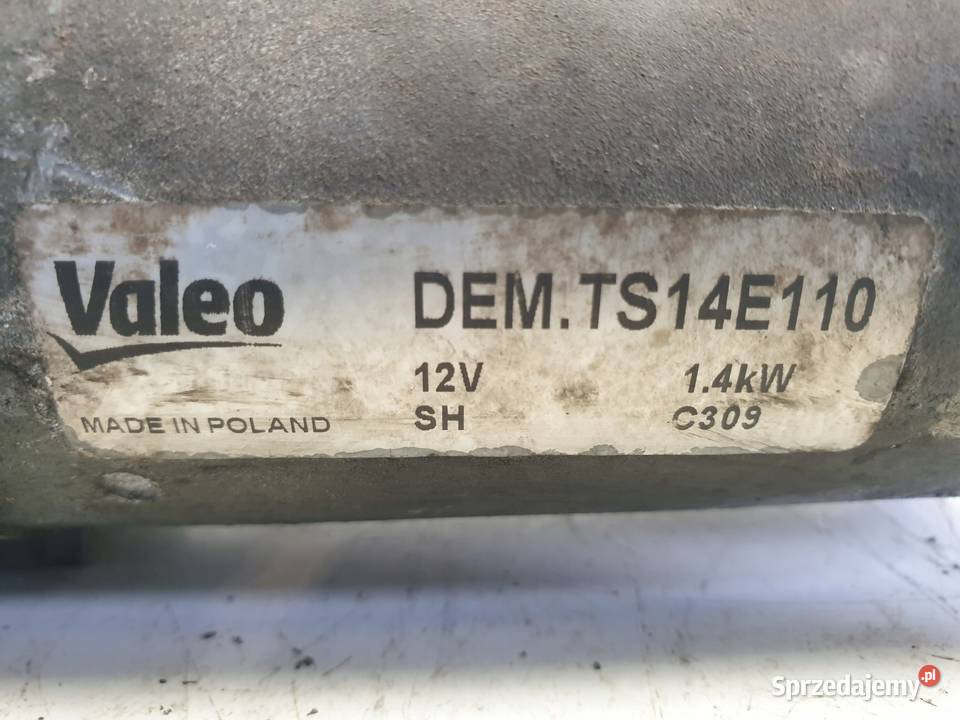 Valeo
DEM.TS14E110
12V 1.4kW
MADE IN POLAND SH C309
Sprzedajemy.pl